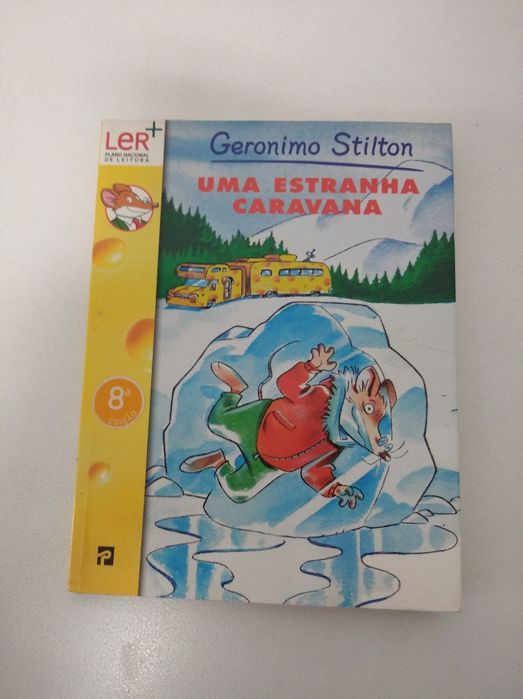 LER+
PLANO NACIONAL
DE LEITURA
Geronimo Stilton
UMA ESTRANHA
CARAVANA
8ª
EDIÇÃO